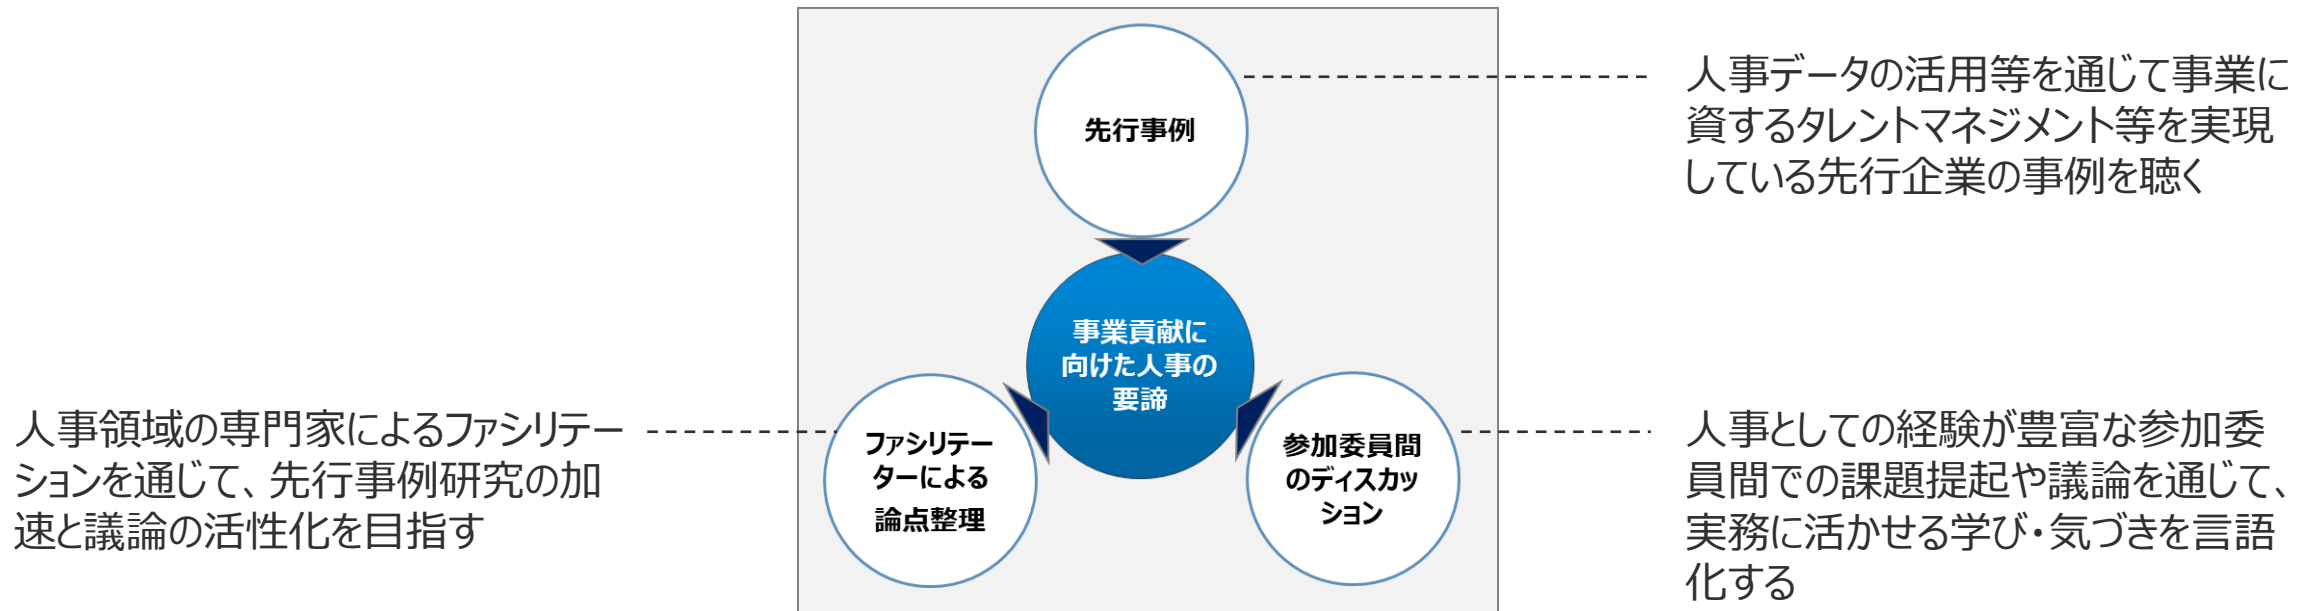 先行事例
人事データの活用等を通じて事業に
資するタレントマネジメント等を実現
している先行企業の事例を聴く
事業貢献に
向けた人事の
要諦
人事領域の専門家によるファシリテー
ションを通じて、先行事例研究の加
速と議論の活性化を目指す
ファシリテー
ターによる
論点整理
参加委員間
のディスカッ
ション
人事としての経験が豊富な参加委
員間での課題提起や議論を通じて、
実務に活かせる学び・気づきを言語
化する